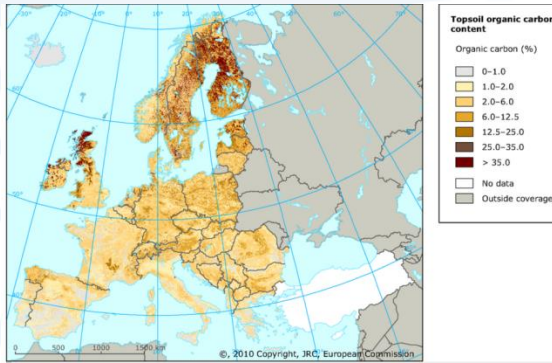 Topsoil organic carbon
content
Organic carbon (%)
0–1.0
1.0–2.0
2.0–6.0
6.0–12.5
12.5–25.0
25.0–35.0
> 35.0
No data
Outside coverage
0 500 1000 1500 km
©, 2010 Copyright, JRC, European Commission